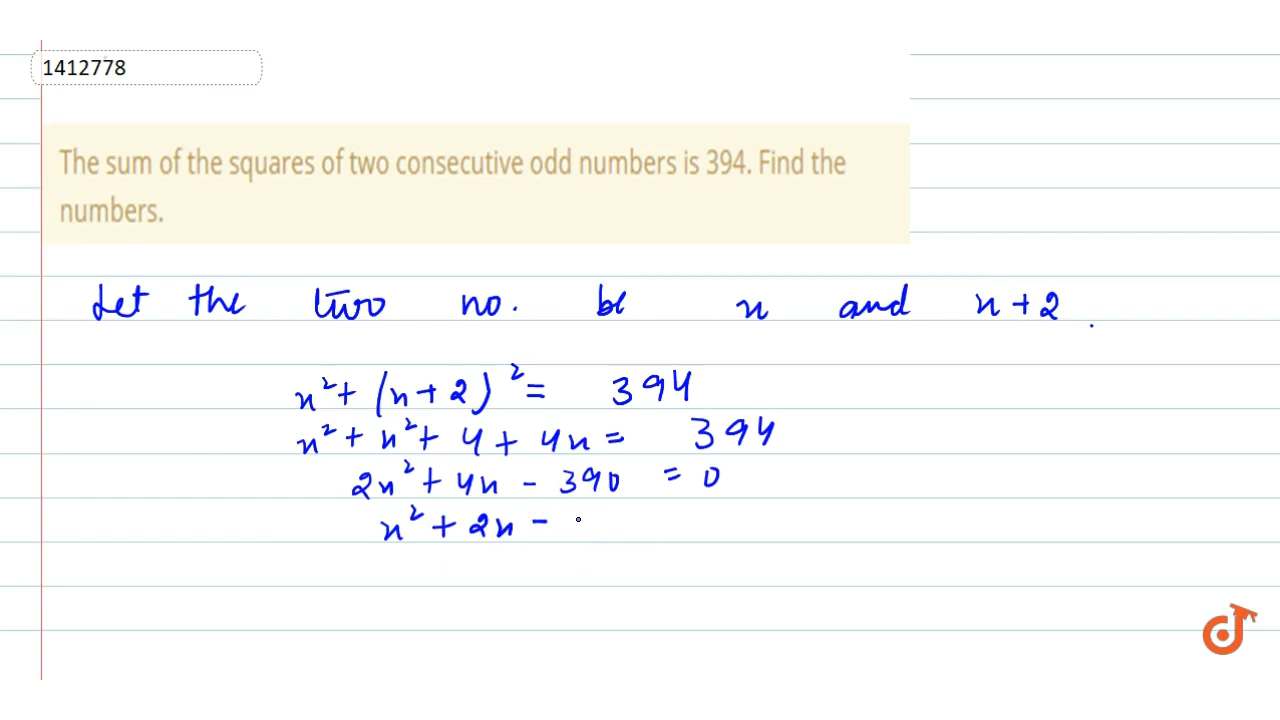 1412778
The sum of the squares of two consecutive odd numbers is 394. Find the
numbers.
Let the two no. be x and x+2.
x² + (x+2)² = 394
x² + x² + 4 + 4x = 394
2x² + 4x - 390 = 0
x² + 2x -